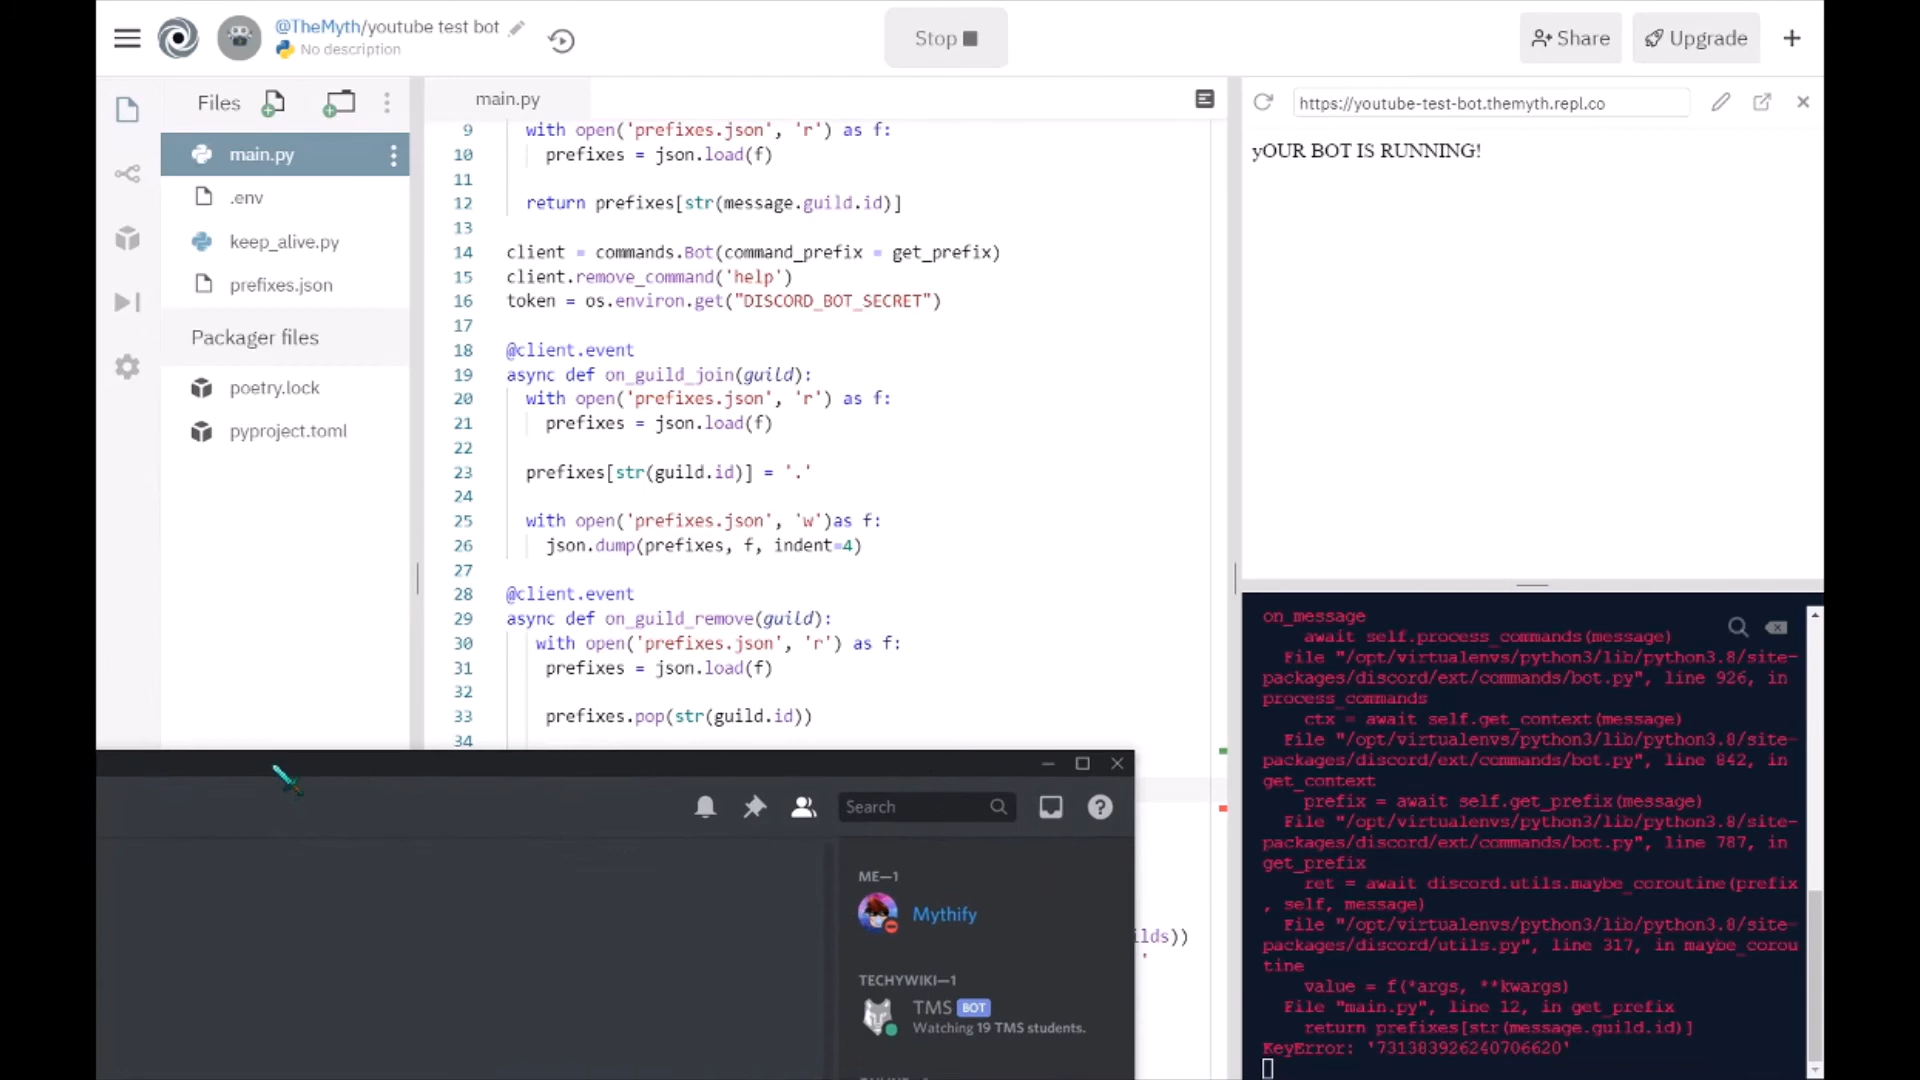 @TheMyth/youtube test bot
No description
Stop
Share
Upgrade
Files
main.py
.env
keep_alive.py
prefixes.json
Packager files
poetry.lock
pyproject.toml
main.py
9 with open('prefixes.json', 'r') as f:
10 prefixes = json.load(f)
11
12 return prefixes[str(message.guild.id)]
13
14 client = commands.Bot(command_prefix = get_prefix)
15 client.remove_command('help')
16 token = os.environ.get("DISCORD_BOT_SECRET")
17
18 @client.event
19 async def on_guild_join(guild):
20 with open('prefixes.json', 'r') as f:
21 prefixes = json.load(f)
22
23 prefixes[str(guild.id)] = '.'
24
25 with open('prefixes.json', 'w')as f:
26 json.dump(prefixes, f, indent=4)
27
28 @client.event
29 async def on_guild_remove(guild):
30 with open('prefixes.json', 'r') as f:
31 prefixes = json.load(f)
32
33 prefixes.pop(str(guild.id))
34
ilds))
'
https://youtube-test-bot.themyth.repl.co
yOUR BOT IS RUNNING!
on_message
await self.process_commands(message)
File "/opt/virtualenvs/python3/lib/python3.8/site-
packages/discord/ext/commands/bot.py", line 926, in
process_commands
ctx = await self.get_context(message)
File "/opt/virtualenvs/python3/lib/python3.8/site-
packages/discord/ext/commands/bot.py", line 842, in
get_context
prefix = await self.get_prefix(message)
File "/opt/virtualenvs/python3/lib/python3.8/site-
packages/discord/ext/commands/bot.py", line 787, in
get_prefix
ret = await discord.utils.maybe_coroutine(prefix
, self, message)
File "/opt/virtualenvs/python3/lib/python3.8/site-
packages/discord/utils.py", line 317, in maybe_corou
tine
value = f(*args, **kwargs)
File "main.py", line 12, in get_prefix
return prefixes[str(message.guild.id)]
KeyError: '731383926240706620'
Search
ME—1
Mythify
TECHYWIKI—1
TMS BOT
Watching 19 TMS students.